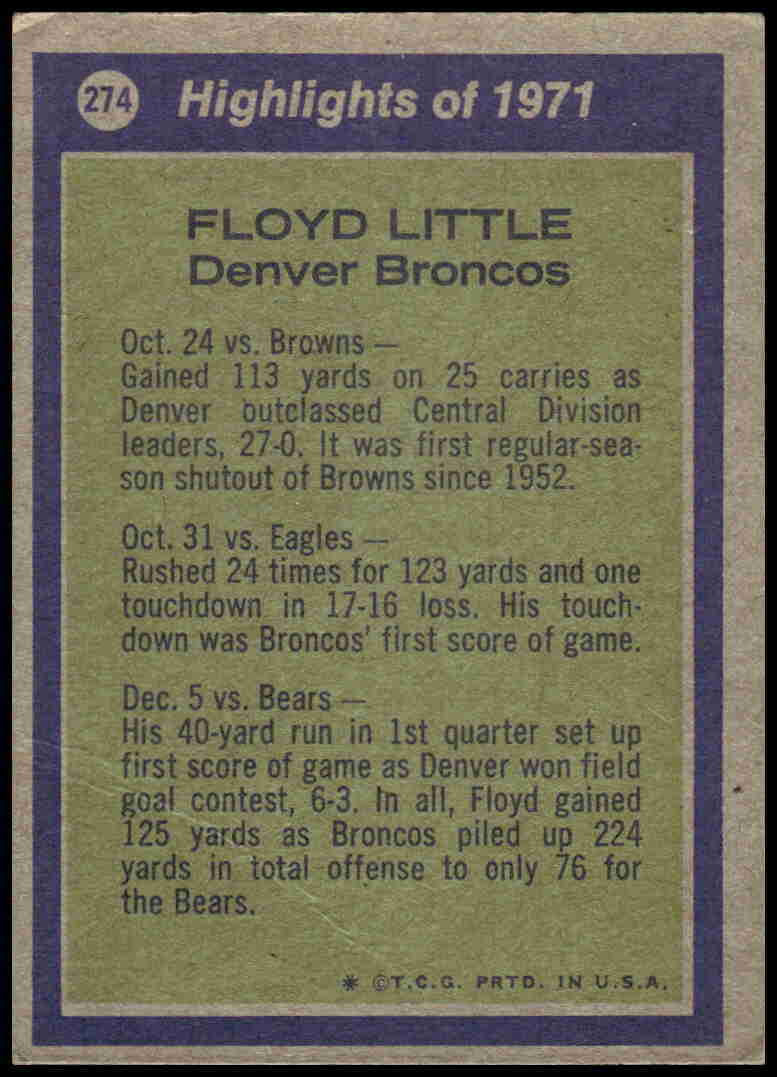 274 Highlights of 1971
FLOYD LITTLE
Denver Broncos
Oct. 24 vs. Browns —
Gained 113 yards on 25 carries as
Denver outclassed Central Division
leaders, 27-0. It was first regular-sea-
son shutout of Browns since 1952.
Oct. 31 vs. Eagles —
Rushed 24 times for 123 yards and one
touchdown in 17-16 loss. His touch-
down was Broncos' first score of game.
Dec. 5 vs. Bears —
His 40-yard run in 1st quarter set up
first score of game as Denver won field
goal contest, 6-3. In all, Floyd gained
125 yards as Broncos piled up 224
yards in total offense to only 76 for
the Bears.
* ©T.C.G. PRTD. IN U.S.A.